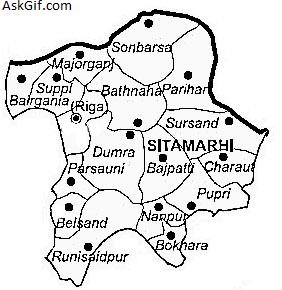 AskGif.com
Sonbarsa
Majorganj
Suppi
Bairgania
Bathnaha
Parihar
(Riga)
Sursand
SITAMARHI
Dumra
Bajpatti
Charaut
Parsauni
Pupri
Belsand
Nanpur
Bokhara
Runisaidpur